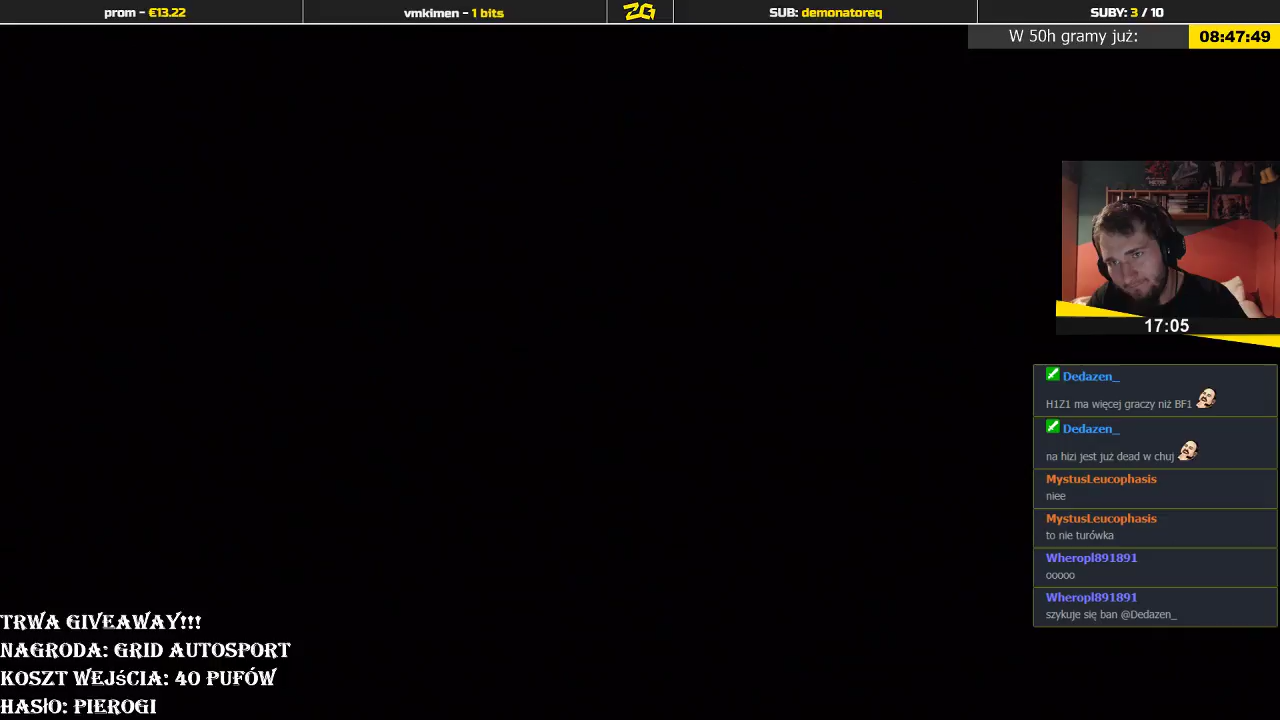 prom - €13.22
vmkimen - 1 bits
ZG
SUB: demonatoreq
SUBY: 3 / 10
W 50h gramy już:
08:47:49
17:05
Dedazen_
H1Z1 ma więcej graczy niż BF1
Dedazen_
na hizi jest już dead w chuj
MystusLeucophasis
niee
MystusLeucophasis
to nie turówka
Wheropl891891
ooooo
Wheropl891891
szykuje się ban @Dedazen_
TRWA GIVEAWAY!!!
NAGRODA: GRID AUTOSPORT
KOSZT WEJŚCIA: 40 PUFÓW
HASŁO: PIEROGI